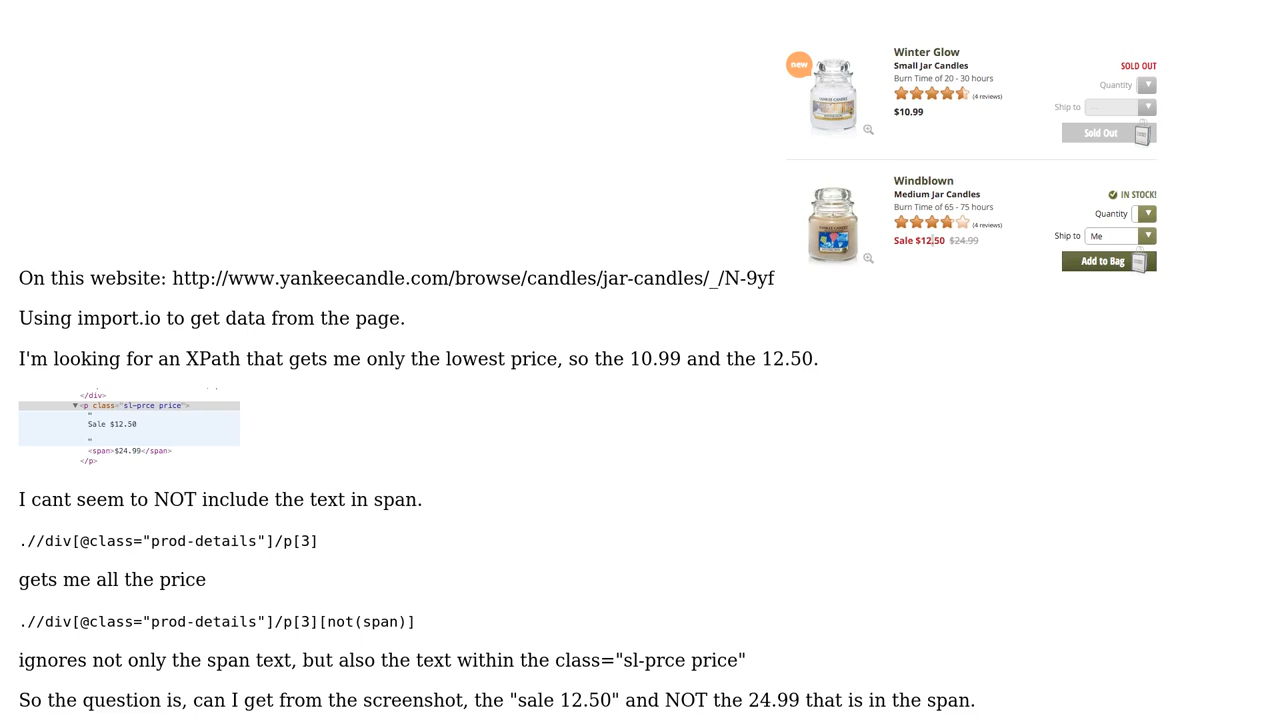 new
Winter Glow
Small Jar Candles
Burn Time of 20 - 30 hours
(4 reviews)
$10.99
SOLD OUT
Quantity
Ship to
Sold Out
Windblown
Medium Jar Candles
Burn Time of 65 - 75 hours
(4 reviews)
Sale $12.50 $24.99
IN STOCK!
Quantity
Ship to Me
Add to Bag
On this website: http://www.yankeecandle.com/browse/candles/jar-candles/_/N-9yf
Using import.io to get data from the page.
I'm looking for an XPath that gets me only the lowest price, so the 10.99 and the 12.50.
</div>
▼<p class="sl-prce price">
"
Sale $12.50
"
<span>$24.99</span>
</p>
I cant seem to NOT include the text in span.
.//div[@class="prod-details"]/p[3]
gets me all the price
.//div[@class="prod-details"]/p[3][not(span)]
ignores not only the span text, but also the text within the class="sl-prce price"
So the question is, can I get from the screenshot, the "sale 12.50" and NOT the 24.99 that is in the span.